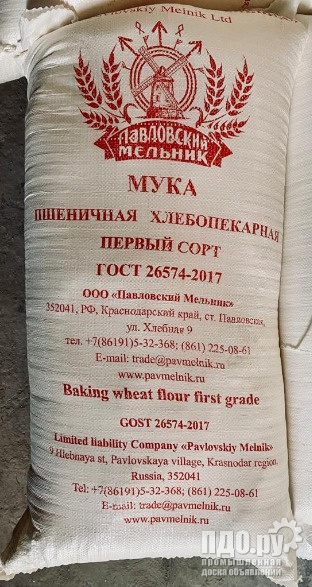 Pavlovskiy Melnik Ltd
Павловский
Мельник
МУКА
ПШЕНИЧНАЯ ХЛЕБОПЕКАРНАЯ
ПЕРВЫЙ СОРТ
ГОСТ 26574-2017
ООО «Павловский Мельник»
352041, РФ, Краснодарский край, ст. Павловская,
ул. Хлебная 9
тел. +7(86191)5-32-368; (861) 225-08-61
E-mail: trade@pavmelnik.ru
www.pavmelnik.ru
Baking wheat flour first grade
GOST 26574-2017
Limited liability Company «Pavlovskiy Melnik»
9 Hlebnaya st, Pavlovskaya village, Krasnodar region,
Russia, 352041
Tel: +7(86191)5-32-368; (861) 225-08-61
E-mail: trade@pavmelnik.ru
www.pavmelnik.ru
ПДО.ру
промышленная
доска объявлений